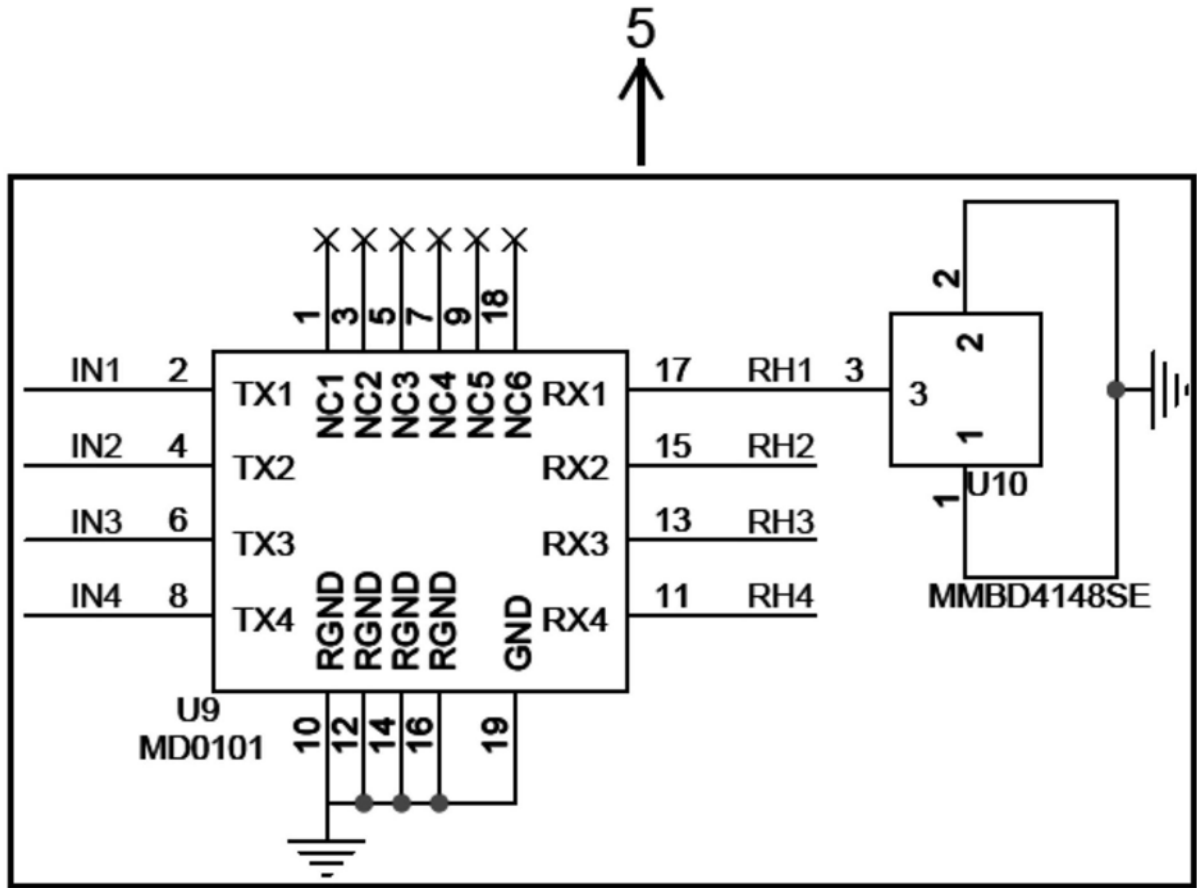 5
1 3 5 7 9 18
IN1 2 TX1 NC1 NC2 NC3 NC4 NC5 NC6 RX1 17 RH1 3 3
2
2
IN2 4 TX2 RX2 15 RH2
1
1
U10
IN3 6 TX3 RX3 13 RH3
IN4 8 TX4 RGND RGND RGND RGND GND RX4 11 RH4
MMBD4148SE
U9
MD0101
10 12 14 16 19